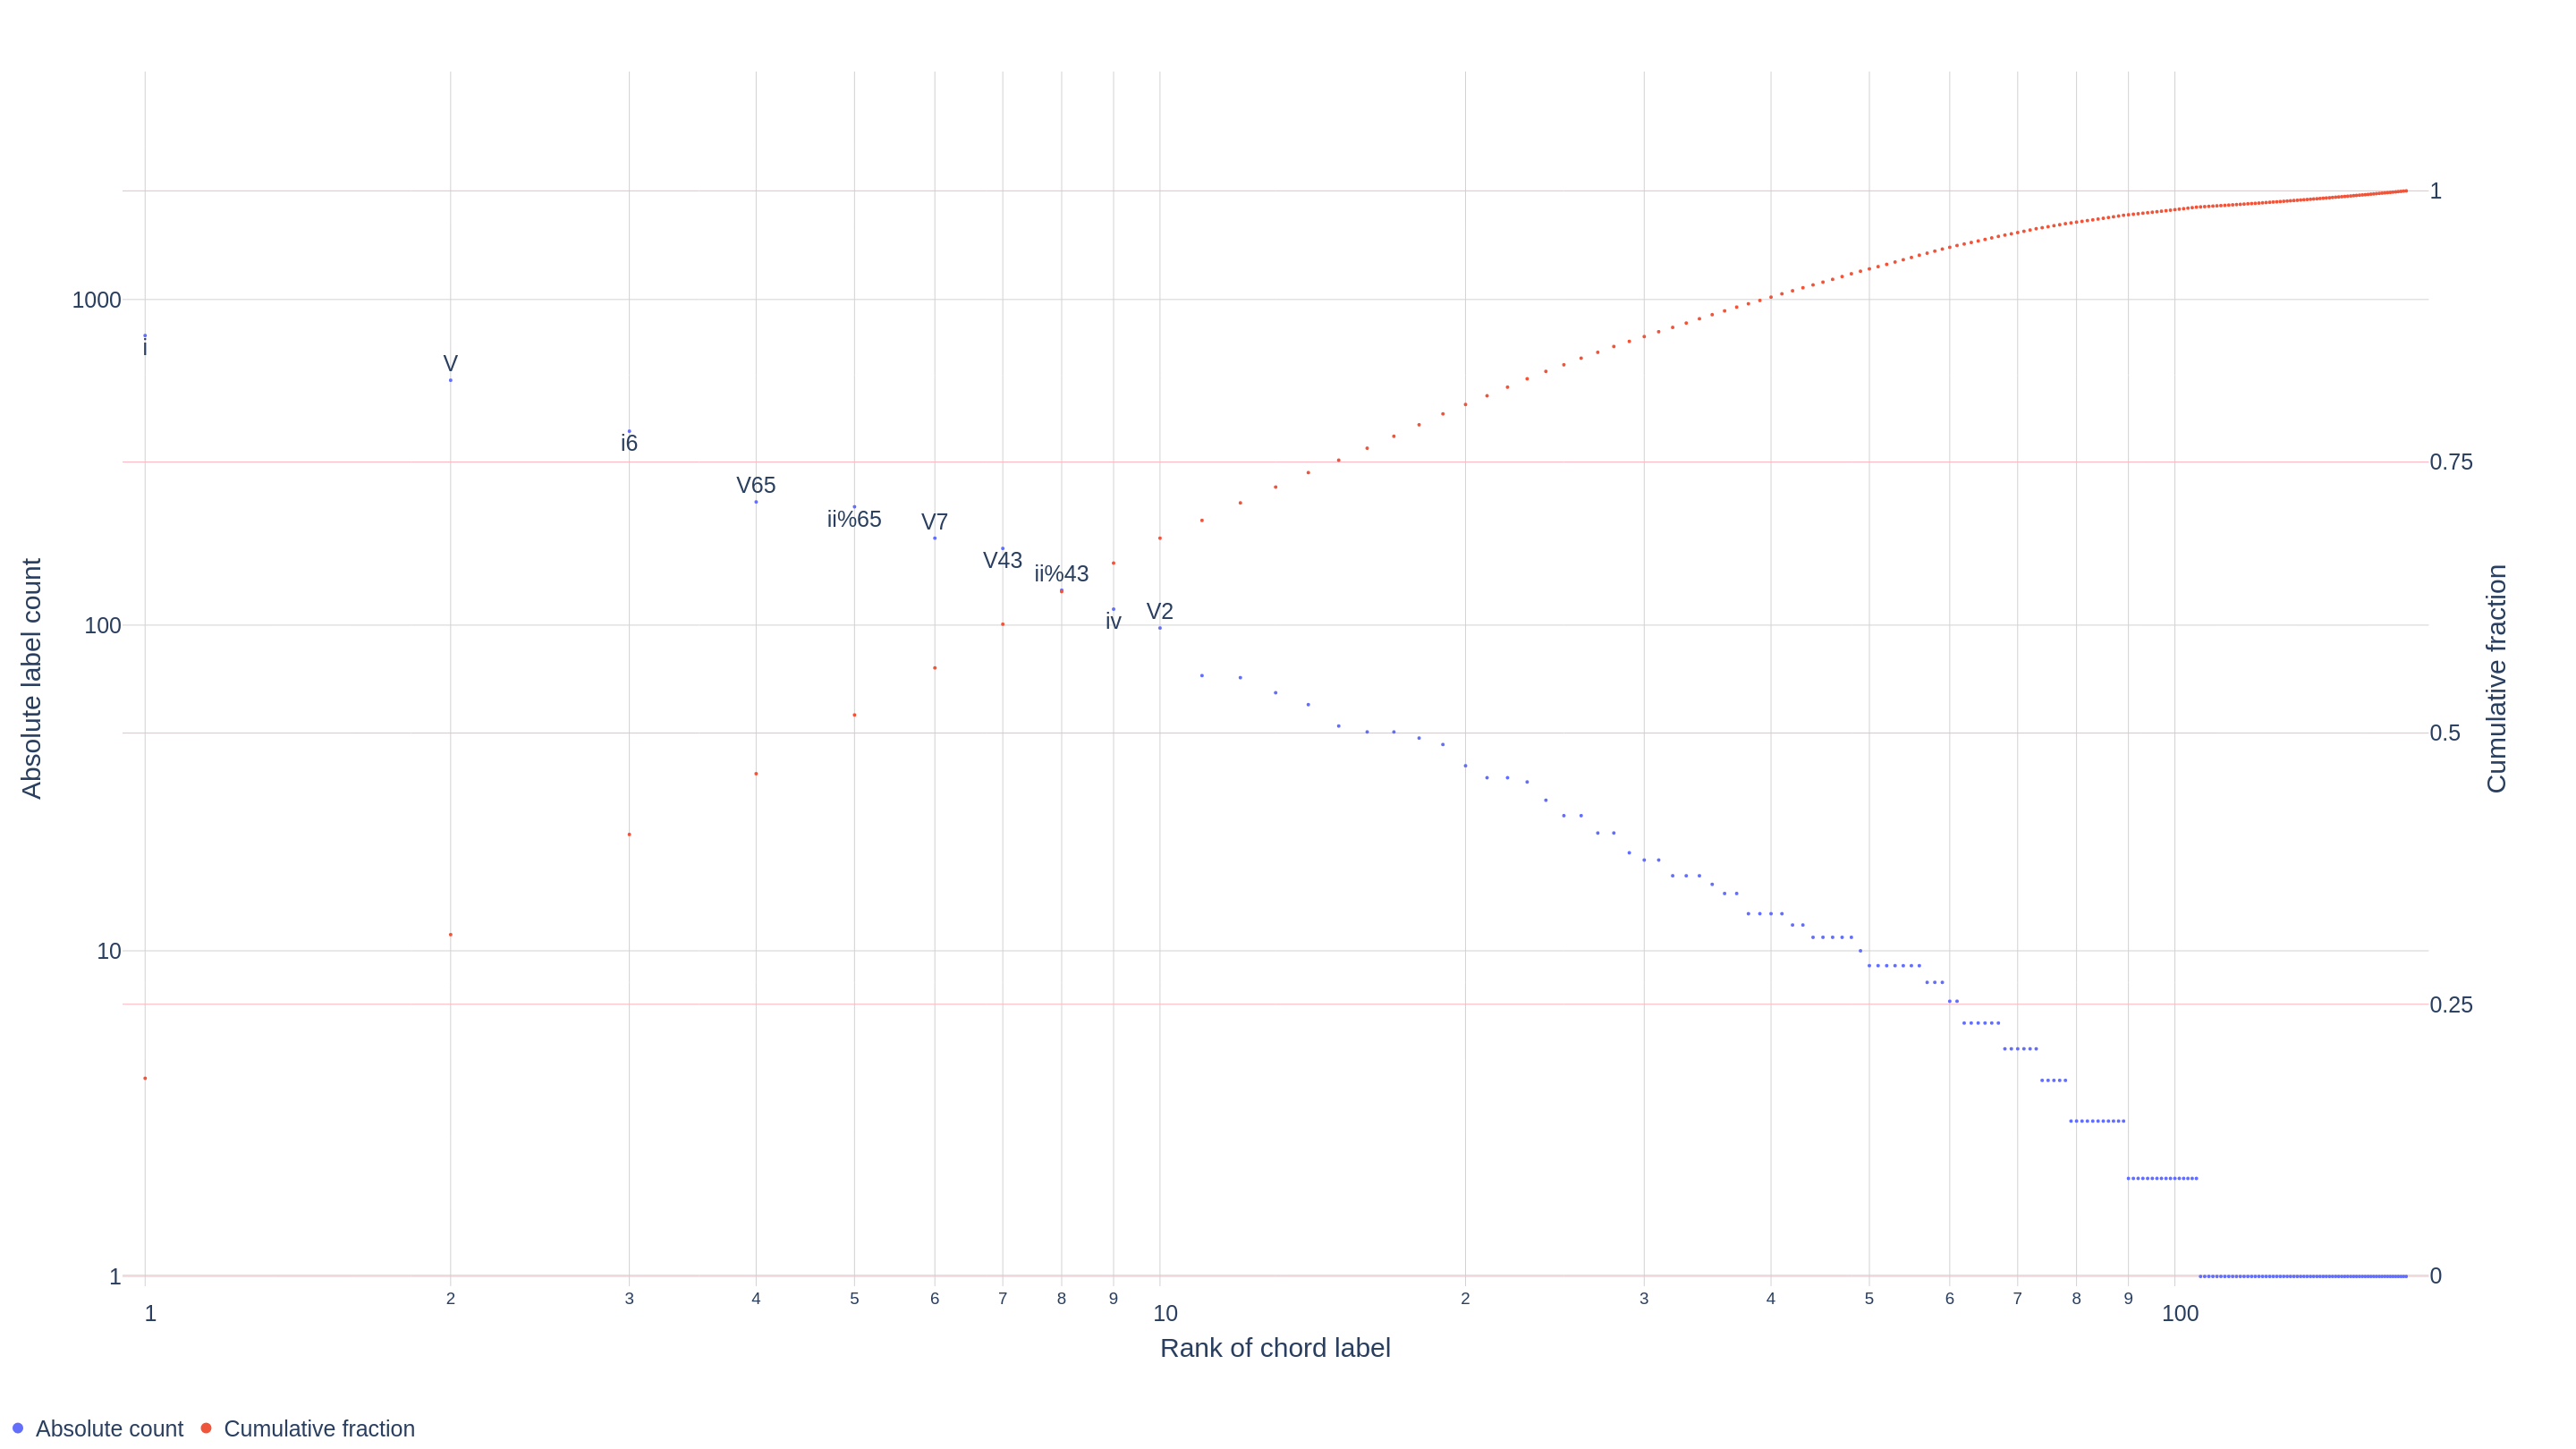 1
1000
i
V
i6
0.75
V65
ii%65
V7
V43
ii%43
iv
V2
100
Absolute label count
Cumulative fraction
0.5
10
0.25
1
0
2 3 4 5 6 7 8 9 2 3 4 5 6 7 8 9
1 10 100
Rank of chord label
Absolute count Cumulative fraction